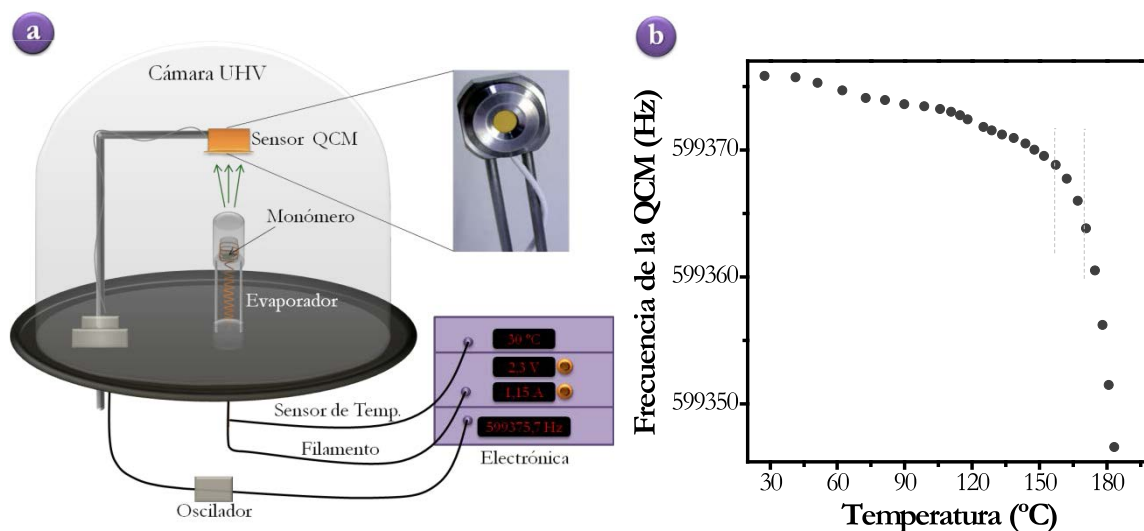 a
Cámara UHV
Sensor QCM
Monómero
Evaporador
30 °C
2,3 V
1,15 A
599375,7 Hz
Sensor de Temp.
Filamento
Electrónica
Oscilador
b
Frecuencia de la QCM (Hz)
599370
599360
599350
30 60 90 120 150 180
Temperatura (ºC)